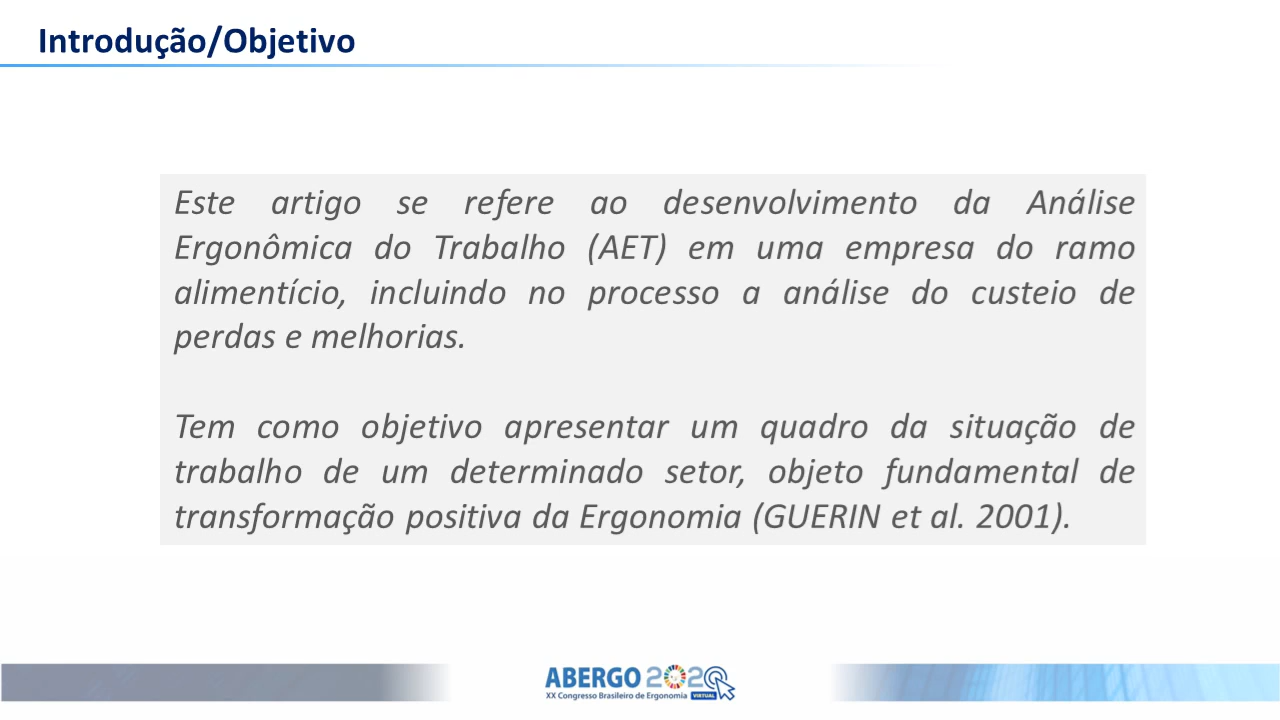 Introdução/Objetivo
Este artigo se refere ao desenvolvimento da Análise
Ergonômica do Trabalho (AET) em uma empresa do ramo
alimentício, incluindo no processo a análise do custeio de
perdas e melhorias.
Tem como objetivo apresentar um quadro da situação de
trabalho de um determinado setor, objeto fundamental de
transformação positiva da Ergonomia (GUERIN et al. 2001).
ABERGO 2020
XX Congresso Brasileiro de Ergonomia VIRTUAL